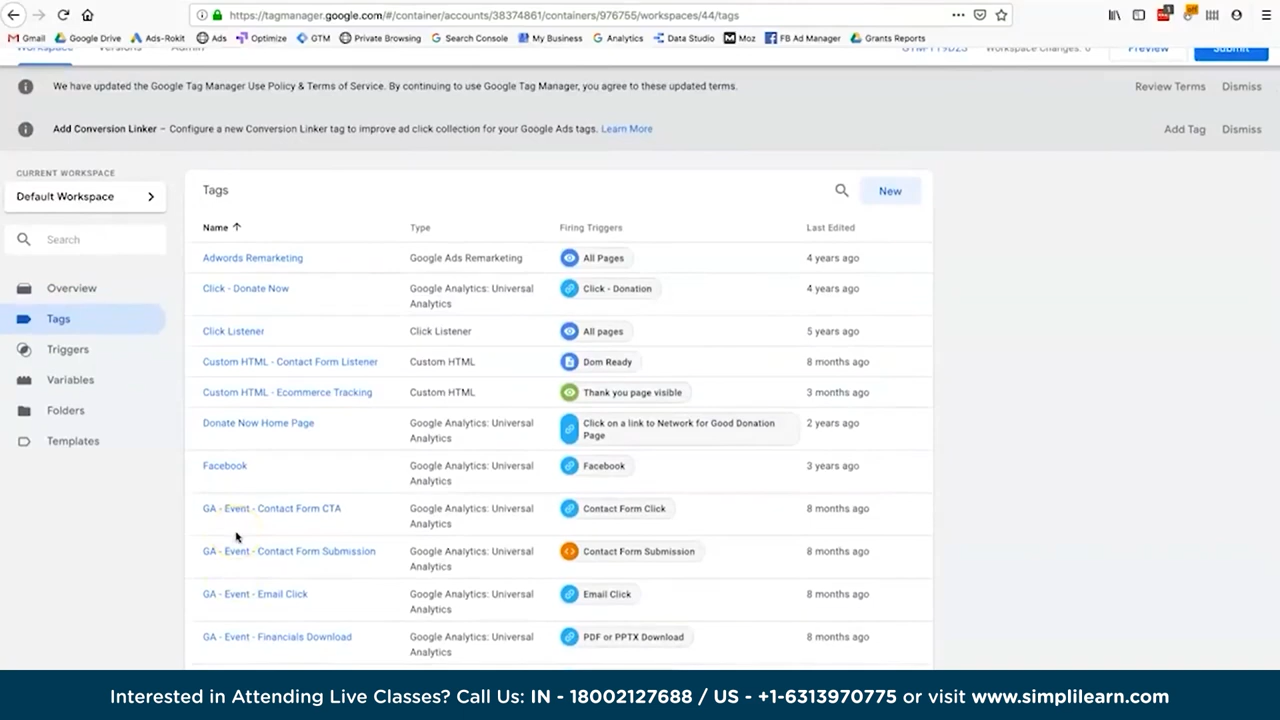 https://tagmanager.google.com/#/container/accounts/38374861/containers/976755/workspaces/44/tags
Gmail Google Drive Ads-Rokit Ads Optimize GTM Private Browsing Search Console My Business Analytics Data Studio Moz FB Ad Manager Grants Reports
Workspace Versions Admin Workspace Changes: 0 Preview Submit
We have updated the Google Tag Manager Use Policy & Terms of Service. By continuing to use Google Tag Manager, you agree to these updated terms. Review Terms Dismiss
Add Conversion Linker – Configure a new Conversion Linker tag to improve ad click collection for your Google Ads tags. Learn More Add Tag Dismiss
CURRENT WORKSPACE
Default Workspace
Search
Overview
Tags
Triggers
Variables
Folders
Templates
Tags New
Name Type Firing Triggers Last Edited
Adwords Remarketing Google Ads Remarketing All Pages 4 years ago
Click - Donate Now Google Analytics: Universal Analytics Click - Donation 4 years ago
Click Listener Click Listener All pages 5 years ago
Custom HTML - Contact Form Listener Custom HTML Dom Ready 8 months ago
Custom HTML - Ecommerce Tracking Custom HTML Thank you page visible 3 months ago
Donate Now Home Page Google Analytics: Universal Analytics Click on a link to Network for Good Donation Page 2 years ago
Facebook Google Analytics: Universal Analytics Facebook 3 years ago
GA - Event - Contact Form CTA Google Analytics: Universal Analytics Contact Form Click 8 months ago
GA - Event - Contact Form Submission Google Analytics: Universal Analytics Contact Form Submission 8 months ago
GA - Event - Email Click Google Analytics: Universal Analytics Email Click 8 months ago
GA - Event - Financials Download Google Analytics: Universal Analytics PDF or PPTX Download 8 months ago
Interested in Attending Live Classes? Call Us: IN - 18002127688 / US - +1-6313970775 or visit www.simplilearn.com